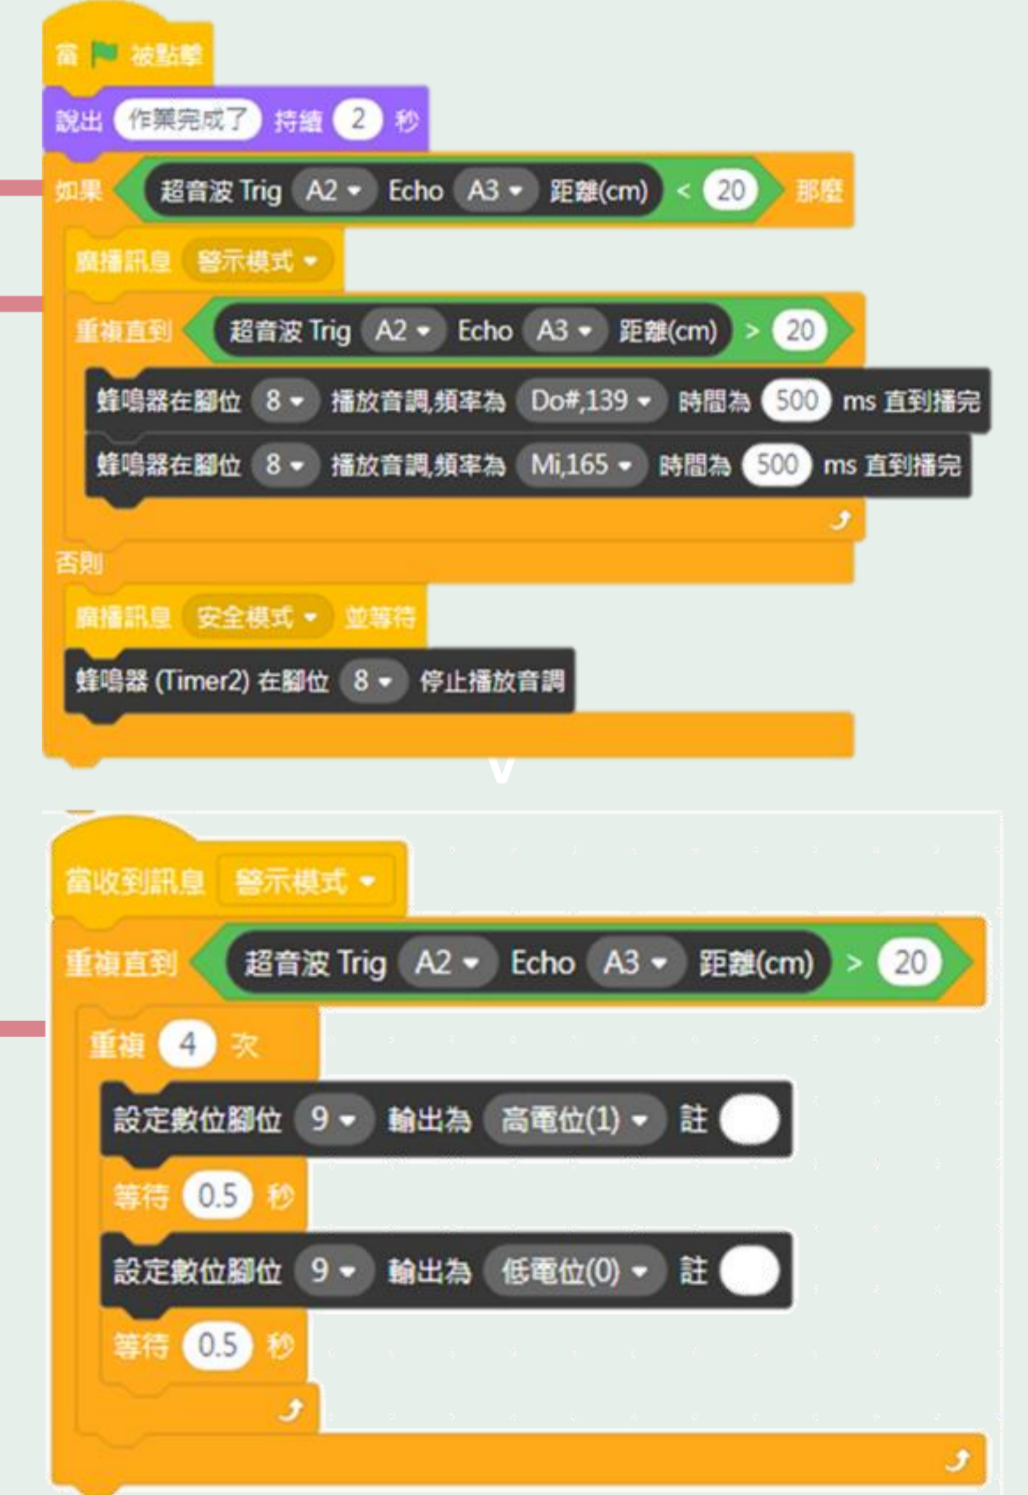 當 被點擊
說出 作業完成了 持續 2 秒
如果 超音波 Trig A2 Echo A3 距離(cm) < 20 那麼
廣播訊息 警示模式
重複直到 超音波 Trig A2 Echo A3 距離(cm) > 20
蜂鳴器在腳位 8 播放音調,頻率為 Do#,139 時間為 500 ms 直到播完
蜂鳴器在腳位 8 播放音調,頻率為 Mi,165 時間為 500 ms 直到播完
否則
廣播訊息 安全模式 並等待
蜂鳴器 (Timer2) 在腳位 8 停止播放音調
v
當收到訊息 警示模式
重複直到 超音波 Trig A2 Echo A3 距離(cm) > 20
重複 4 次
設定數位腳位 9 輸出為 高電位(1) 註
等待 0.5 秒
設定數位腳位 9 輸出為 低電位(0) 註
等待 0.5 秒